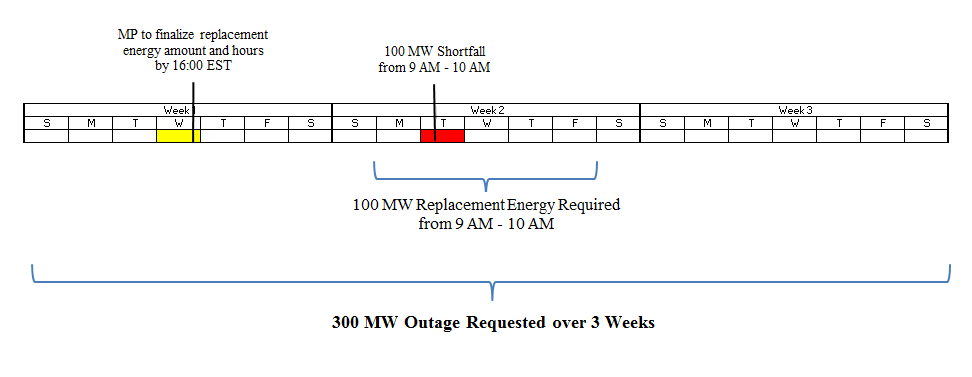 MP to finalize replacement
energy amount and hours
by 16:00 EST
100 MW Shortfall
from 9 AM - 10 AM
Week 1 Week 2 Week 3
S M T W T F S S M T W T F S S M T W T F S
100 MW Replacement Energy Required
from 9 AM - 10 AM
300 MW Outage Requested over 3 Weeks